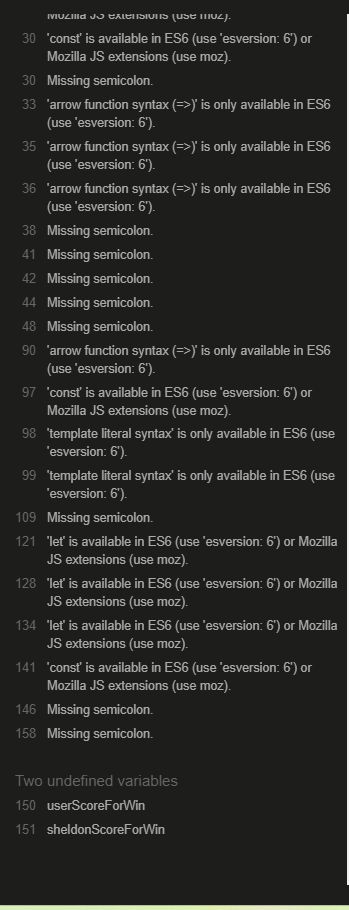 Mozilla JS extensions (use moz).
30 'const' is available in ES6 (use 'esversion: 6') or
Mozilla JS extensions (use moz).
30 Missing semicolon.
33 'arrow function syntax (=>)' is only available in ES6
(use 'esversion: 6').
35 'arrow function syntax (=>)' is only available in ES6
(use 'esversion: 6').
36 'arrow function syntax (=>)' is only available in ES6
(use 'esversion: 6').
38 Missing semicolon.
41 Missing semicolon.
42 Missing semicolon.
44 Missing semicolon.
48 Missing semicolon.
90 'arrow function syntax (=>)' is only available in ES6
(use 'esversion: 6').
97 'const' is available in ES6 (use 'esversion: 6') or
Mozilla JS extensions (use moz).
98 'template literal syntax' is only available in ES6 (use
'esversion: 6').
99 'template literal syntax' is only available in ES6 (use
'esversion: 6').
109 Missing semicolon.
121 'let' is available in ES6 (use 'esversion: 6') or Mozilla
JS extensions (use moz).
128 'let' is available in ES6 (use 'esversion: 6') or Mozilla
JS extensions (use moz).
134 'let' is available in ES6 (use 'esversion: 6') or Mozilla
JS extensions (use moz).
141 'const' is available in ES6 (use 'esversion: 6') or
Mozilla JS extensions (use moz).
146 Missing semicolon.
158 Missing semicolon.
Two undefined variables
150 userScoreForWin
151 sheldonScoreForWin